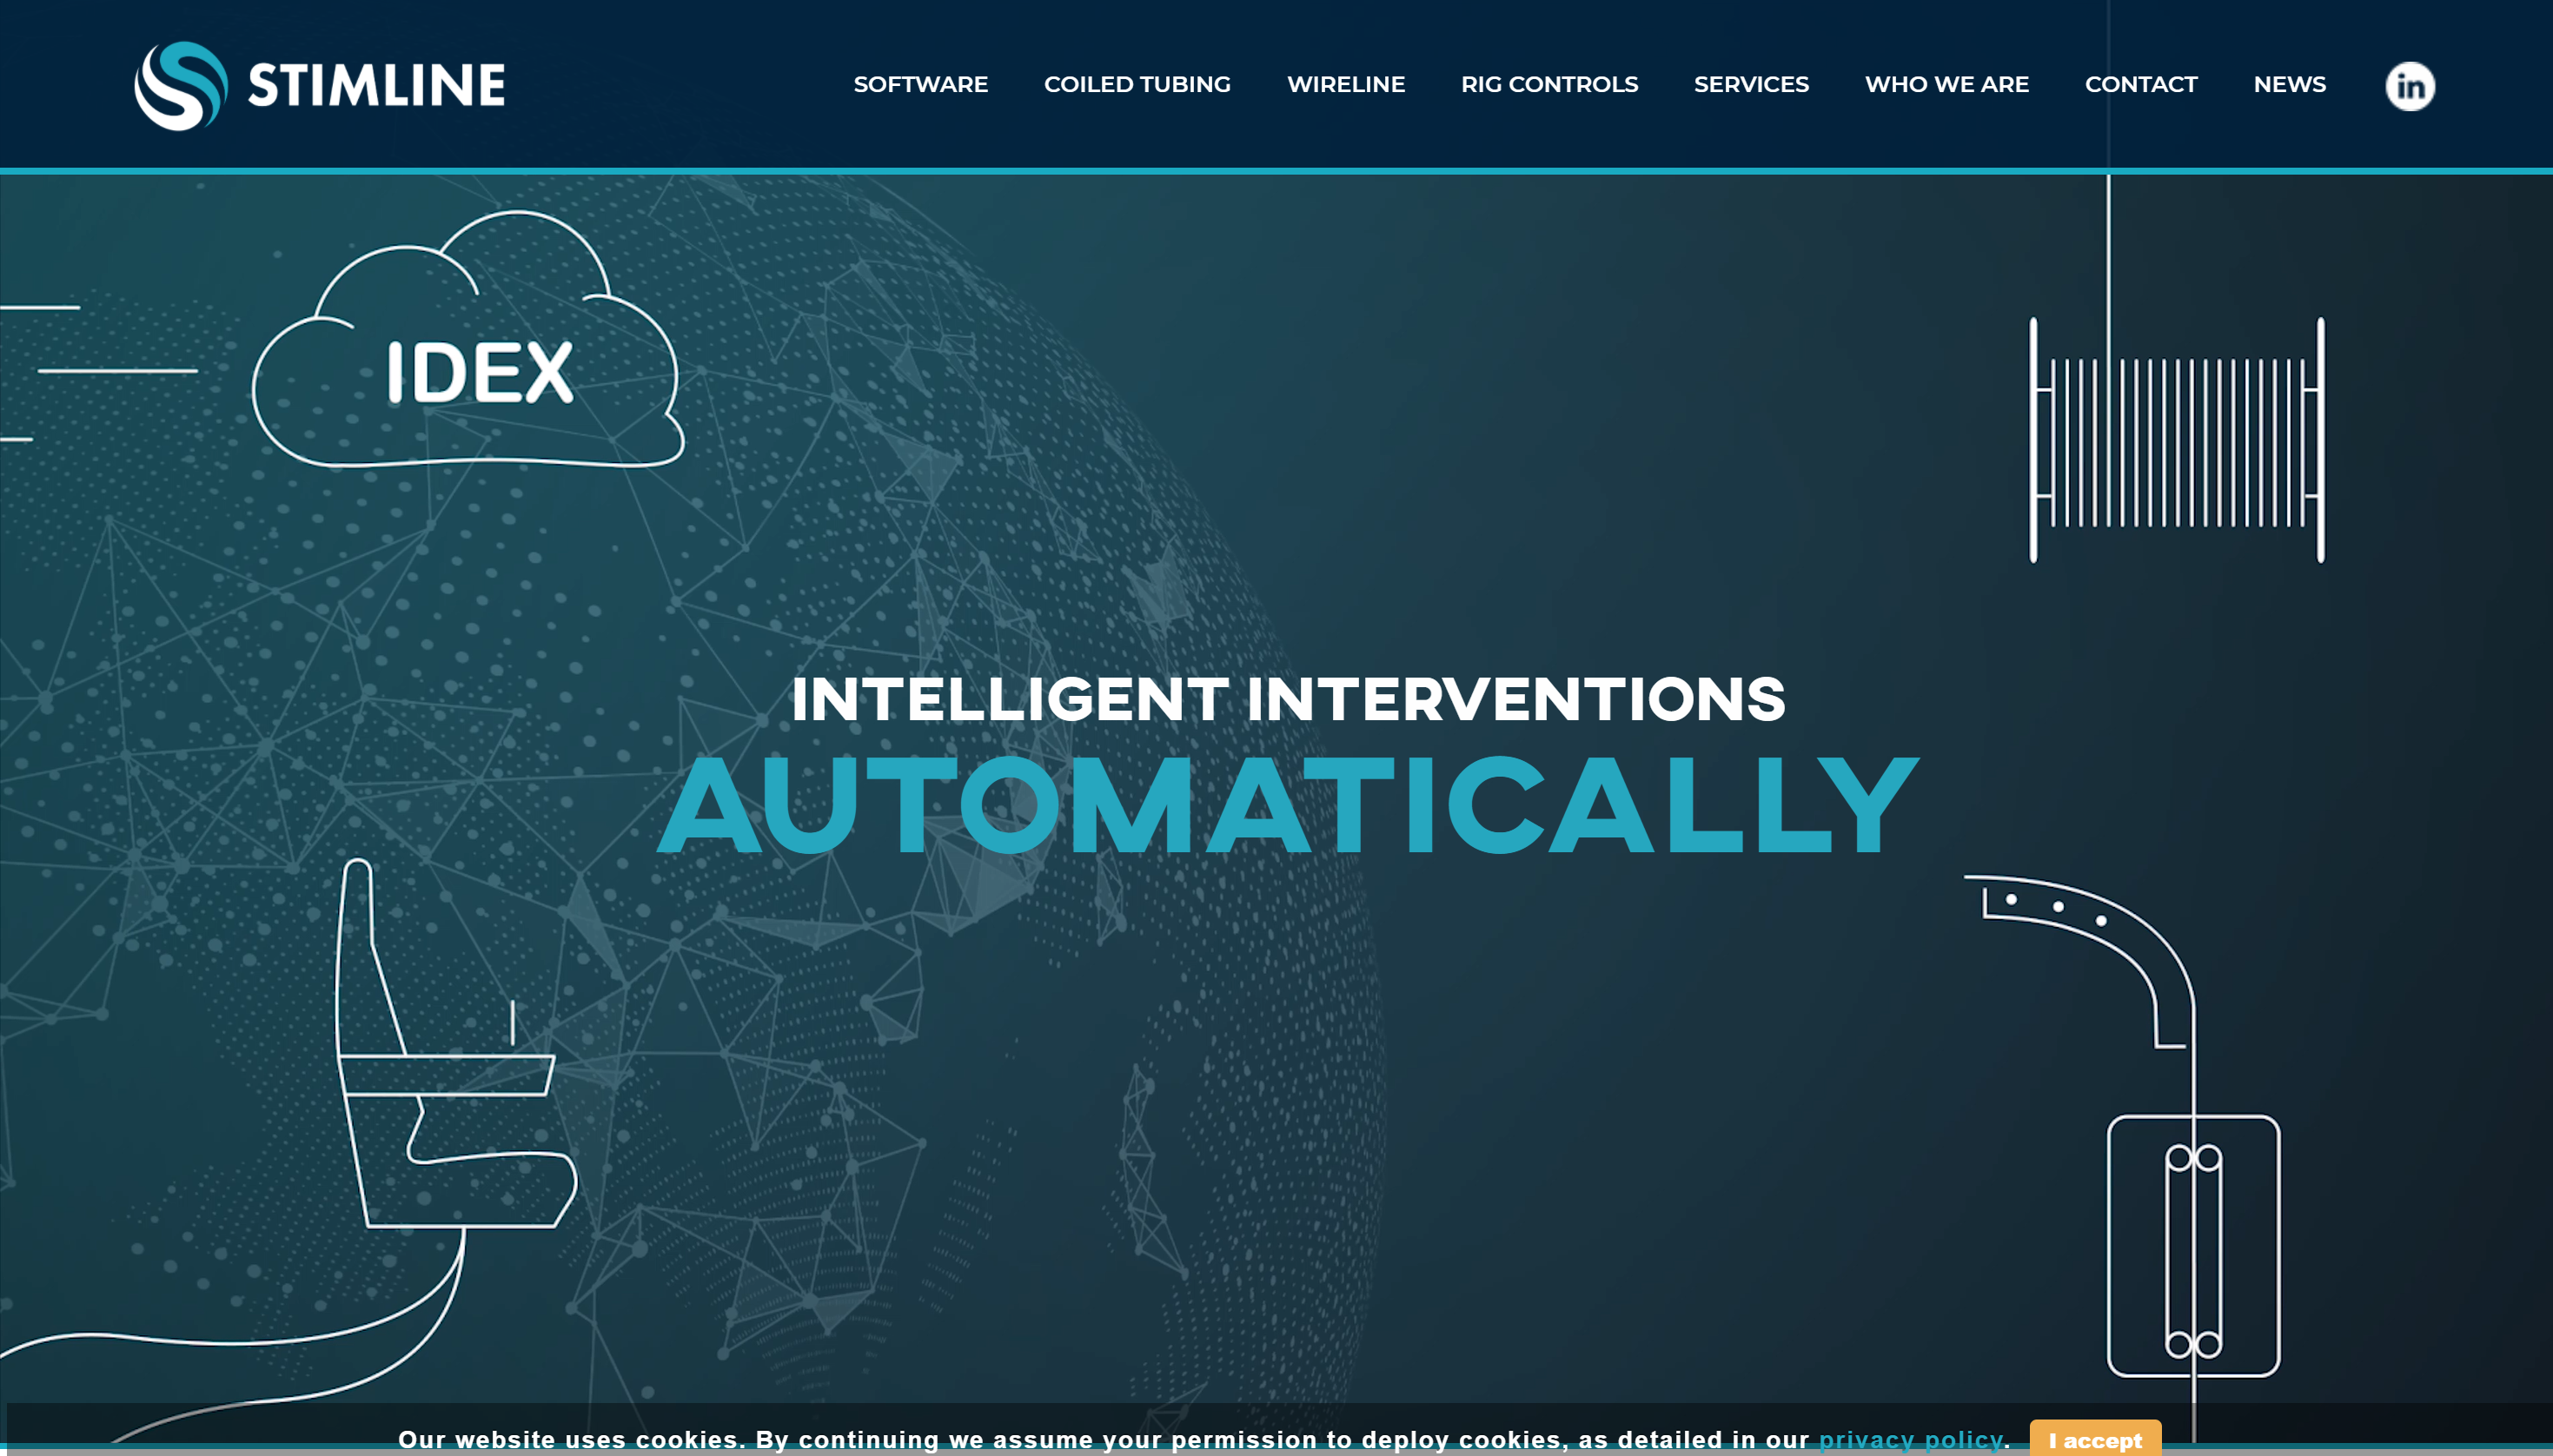 STIMLINE
SOFTWARE COILED TUBING WIRELINE RIG CONTROLS SERVICES WHO WE ARE CONTACT NEWS in
IDEX
INTELLIGENT INTERVENTIONS
AUTOMATICALLY
Our website uses cookies. By continuing we assume your permission to deploy cookies, as detailed in our privacy policy. I accept